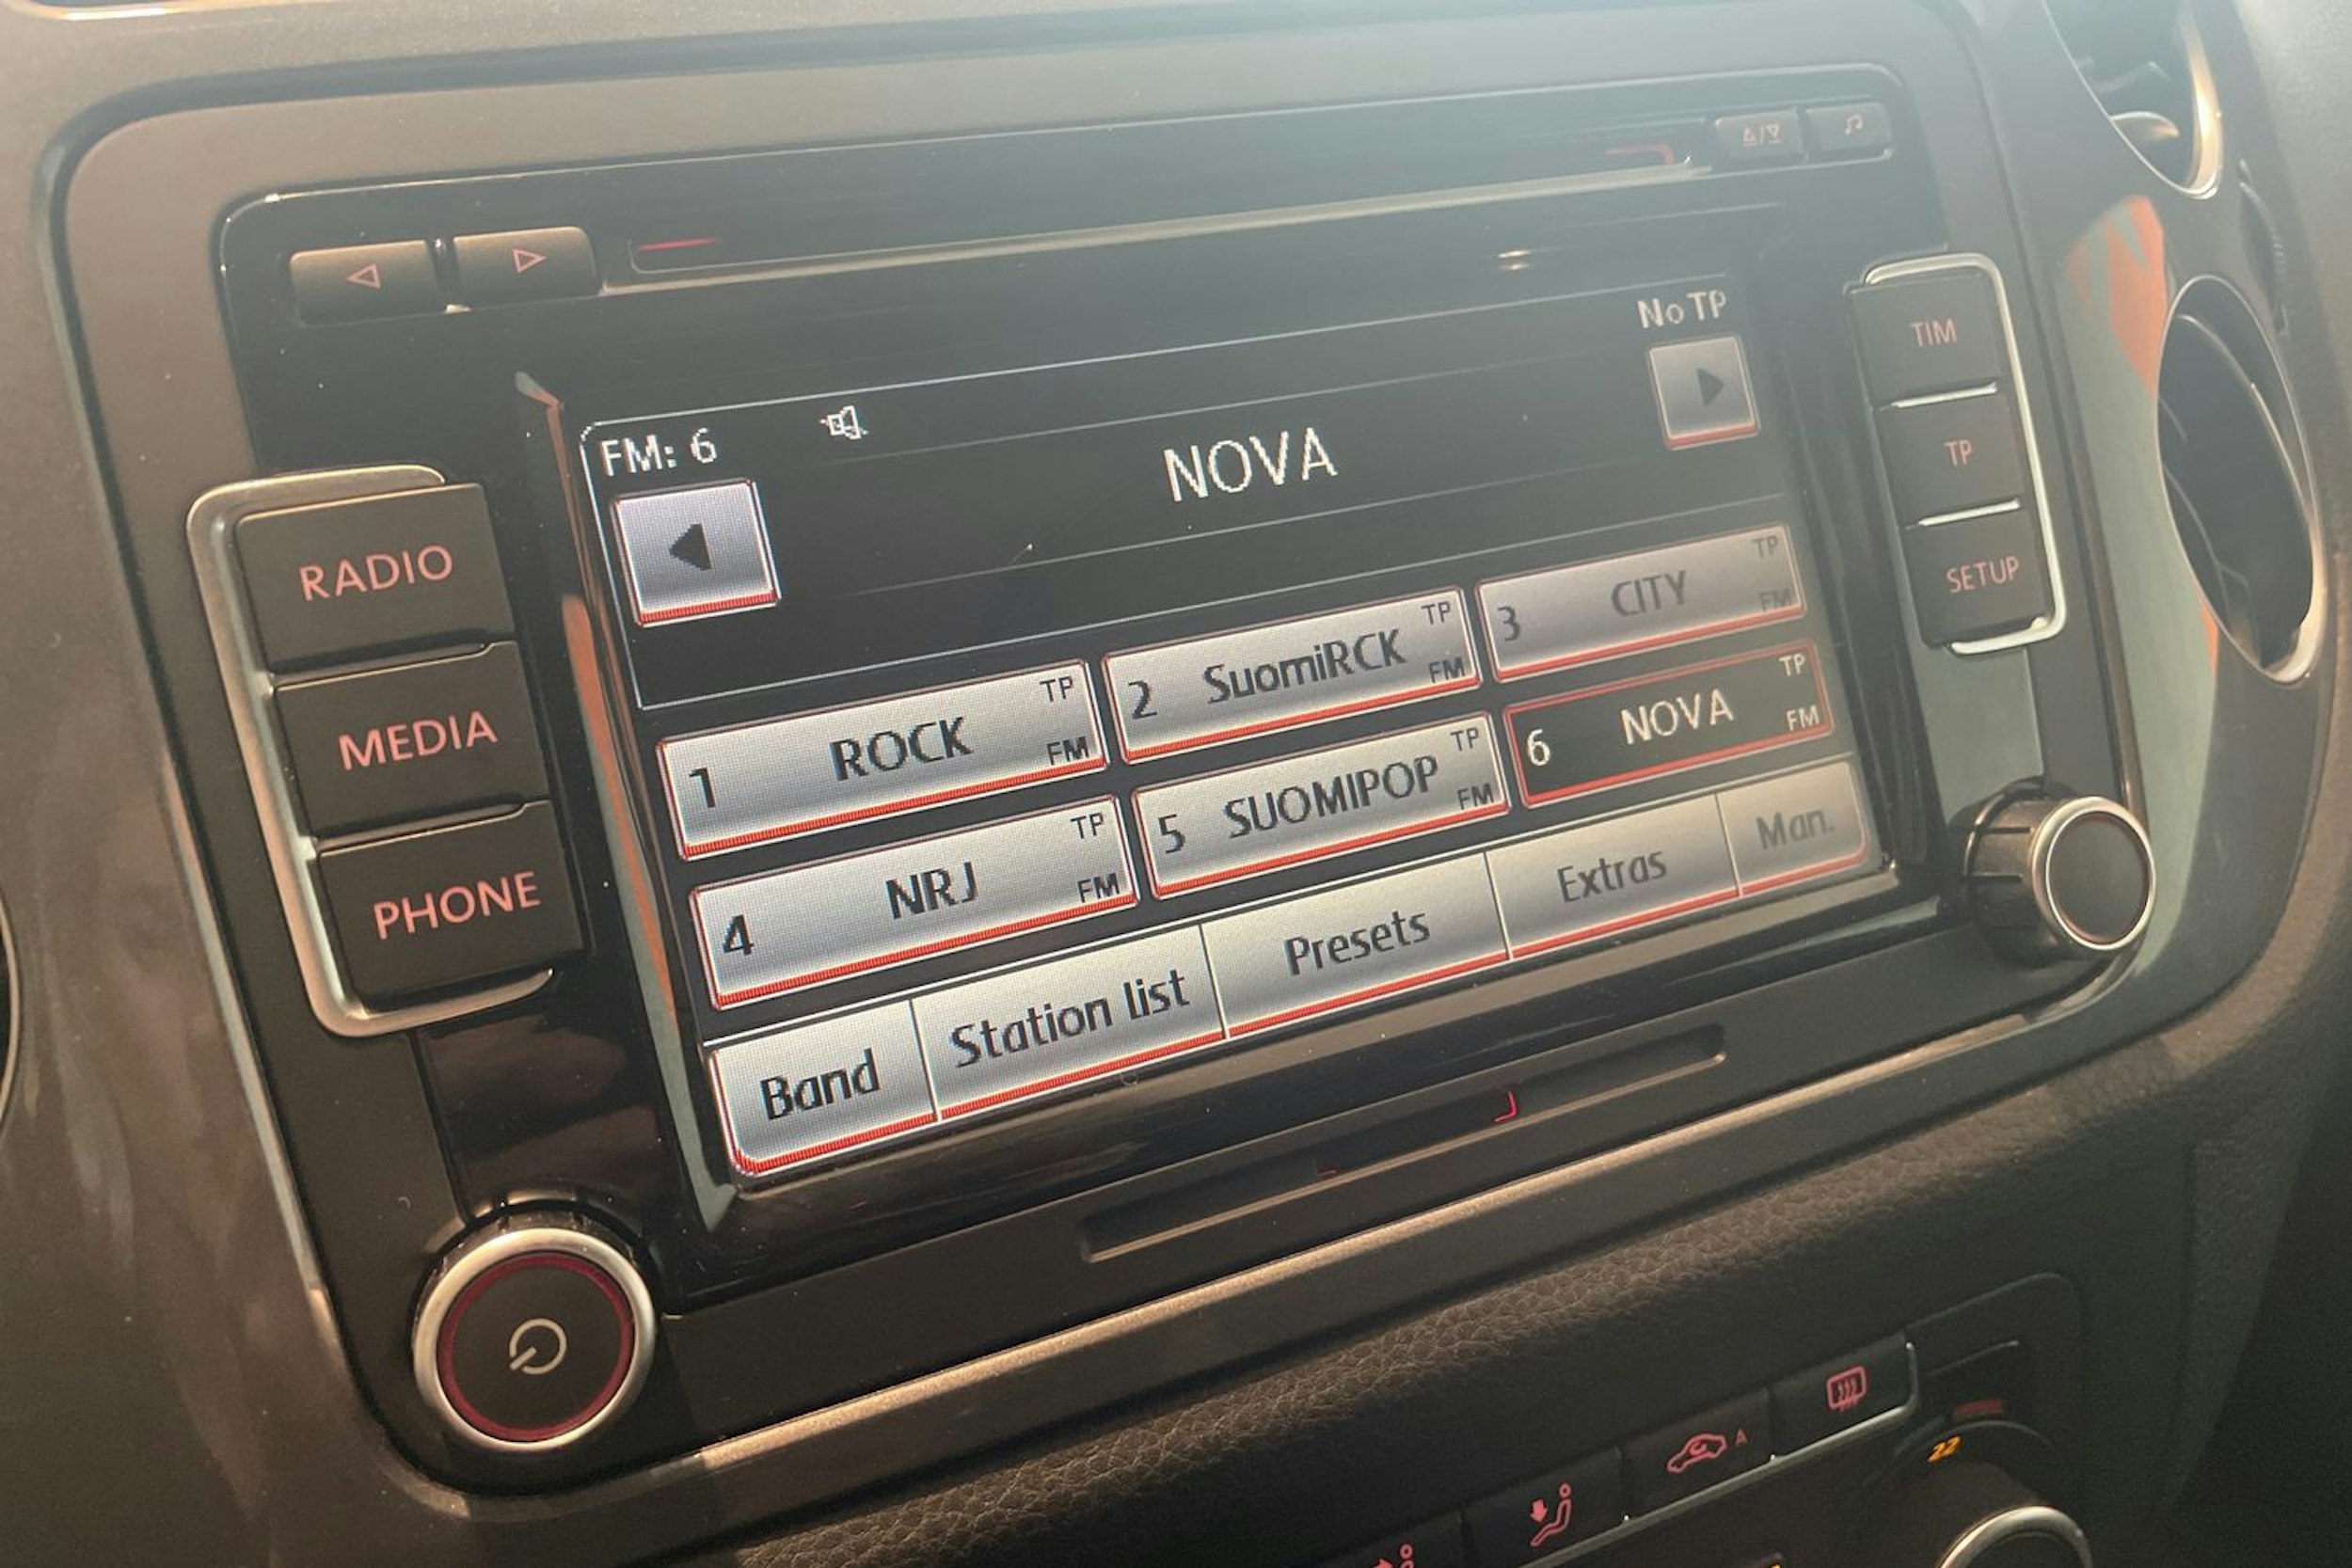 No TP
FM: 6
NOVA
RADIO
MEDIA
PHONE
TIM
TP
SETUP
1 ROCK TP FM
2 SuomiRCK TP FM
3 CITY TP FM
4 NRJ TP FM
5 SUOMIPOP TP FM
6 NOVA TP FM
Band Station list Presets Extras Man.
A
22